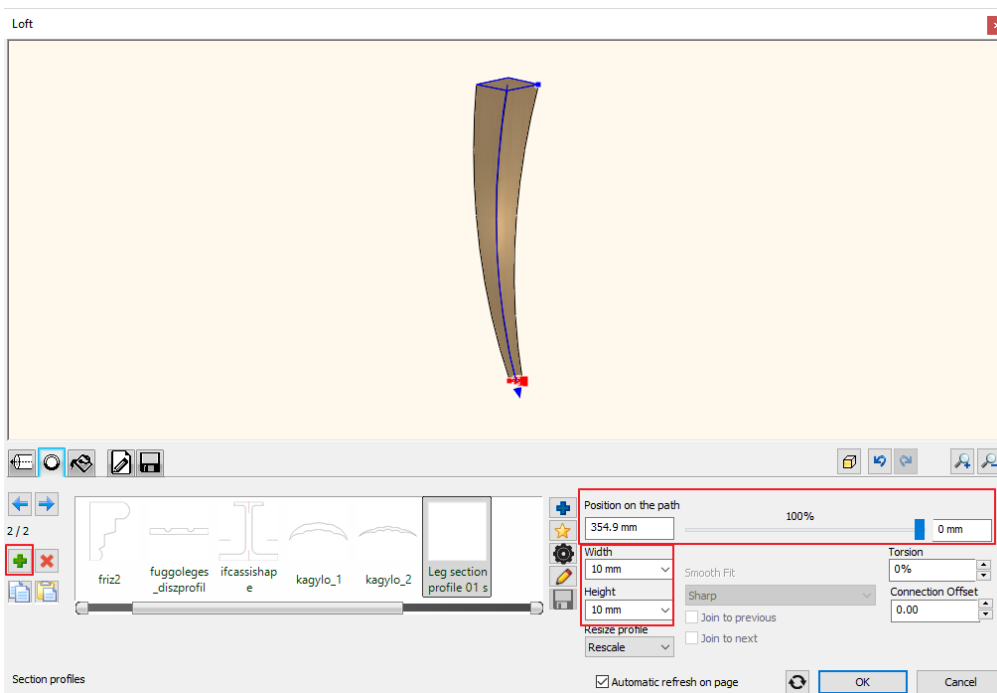 Loft
x
2 / 2
friz2
fuggoleges
_diszprofil
ifcassishap
e
kagylo_1
kagylo_2
Leg section
profile 01 s
Position on the path
354.9 mm
100%
0 mm
Width
10 mm
Height
10 mm
Resize profile
Rescale
Smooth Fit
Sharp
Join to previous
Join to next
Torsion
0%
Connection Offset
0.00
Section profiles
Automatic refresh on page
OK
Cancel